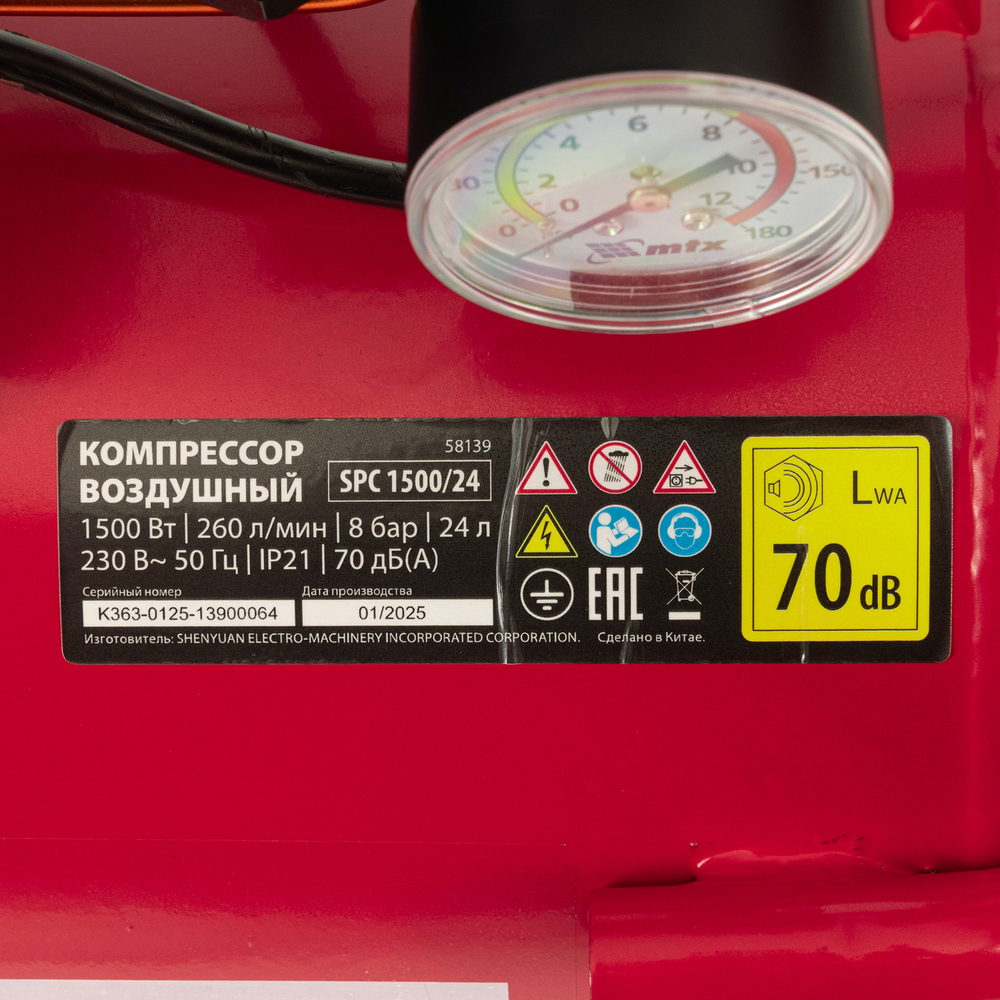 6
4 8
30 2 10 150
0 12
0 180
mtx
КОМПРЕССОР 58139
ВОЗДУШНЫЙ SPC 1500/24
1500 Вт | 260 л/мин | 8 бар | 24 л
230 В~ 50 Гц | IP21 | 70 дБ(А)
Серийный номер Дата производства
K363-0125-13900064 01/2025
Изготовитель: SHENYUAN ELECTRO-MACHINERY INCORPORATED CORPORATION. Сделано в Китае.
EAC
LWA
70 dB